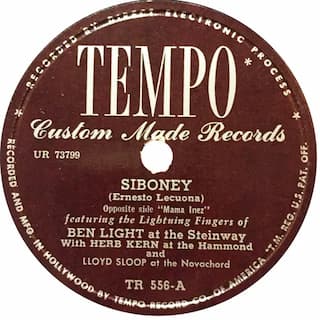 RECORDED BY DIRECT ELECTRONIC PROCESS
TEMPO
Custom Made Records
UR 73799
SIBONEY
(Ernesto Lecuona)
Opposite side "Mama Inez"
featuring the Lightning Fingers of
BEN LIGHT at the Steinway
With HERB KERN at the Hammond
and
LLOYD SLOOP at the Novachord
TR 556-A
RECORDED AND MFG. IN HOLLYWOOD BY TEMPO RECORD CO. OF AMERICA "T.M. REG. U.S. PAT. OFF.